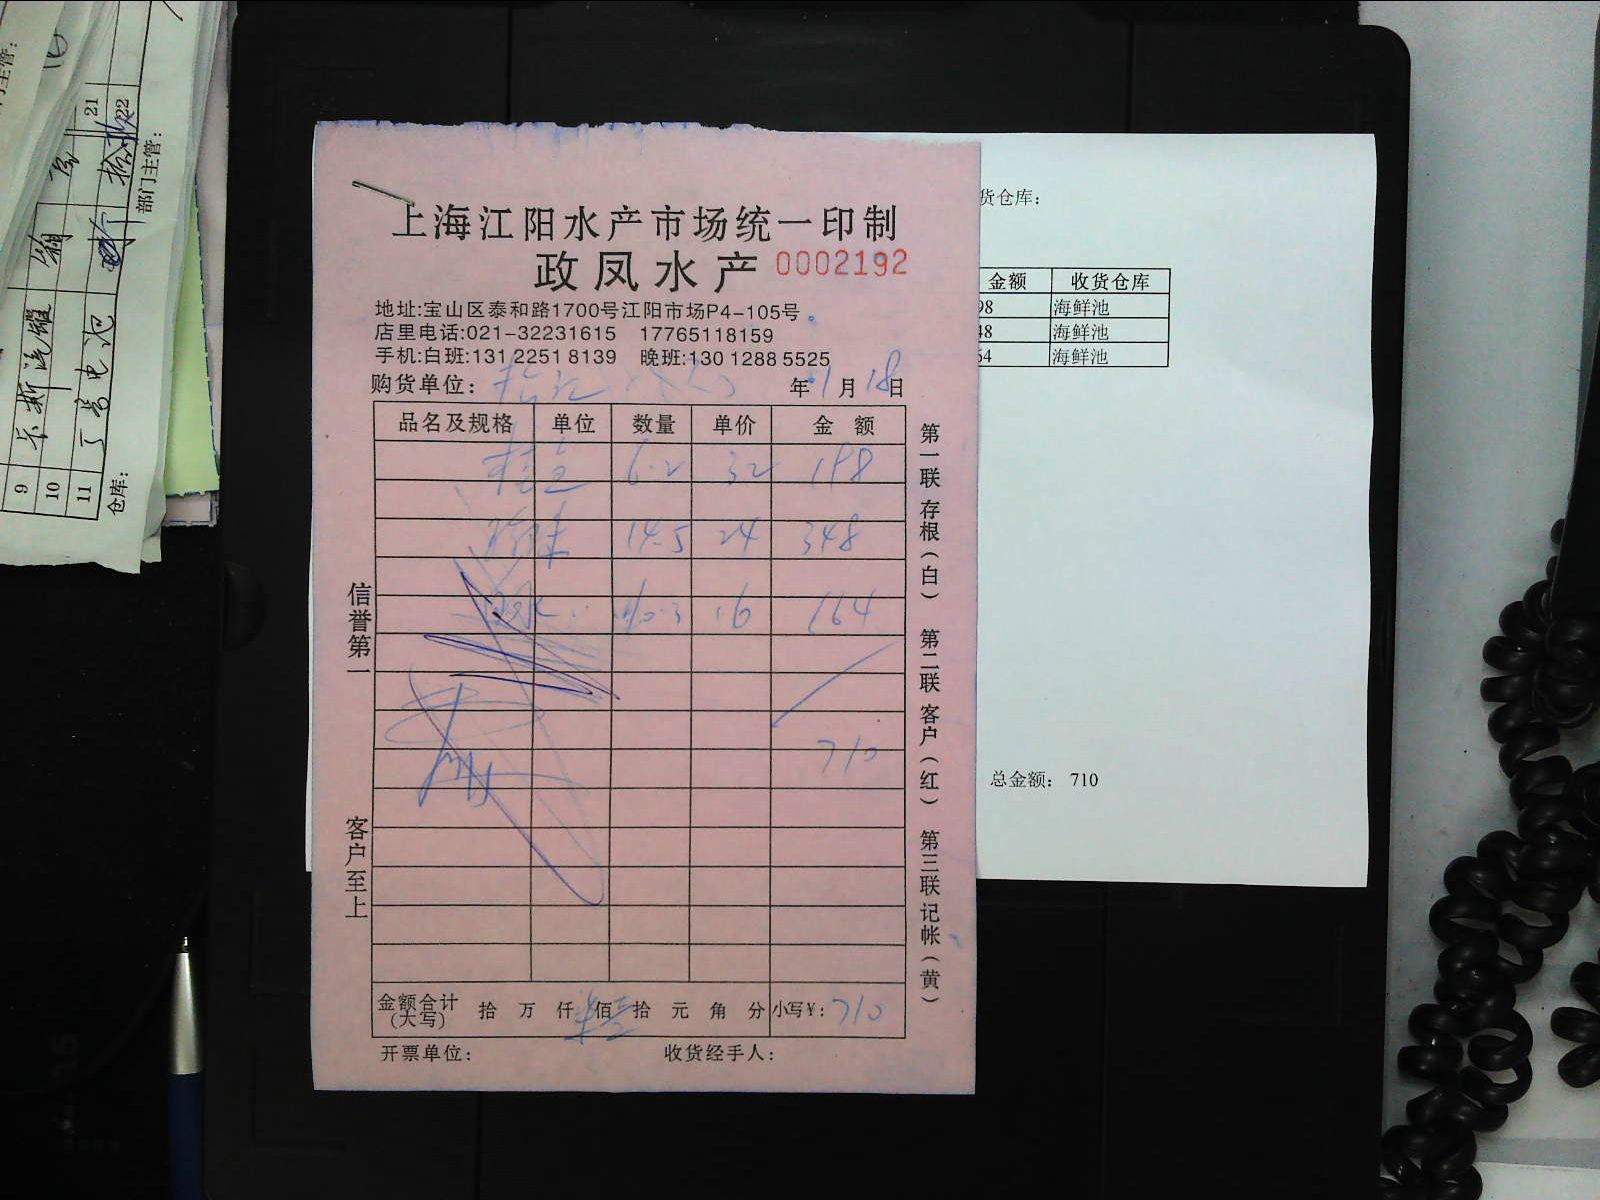 上海江阳水产市场统一印制
政凤水产 0002192
地址:宝山区泰和路1700号江阳市场P4-105号
店里电话:021-32231615 17765118159
手机:白班:131 2251 8139 晚班:130 1288 5525
购货单位: 年 1 月 18 日
品名及规格 单位 数量 单价 金额
6.2 32 198
14.5 24 348
10.3 16 164
710
金额合计(大写) 拾 万 仟 佰 拾 元 角 分 小写¥: 710
开票单位: 收货经手人:
信誉第一
客户至上
第一联 存根(白) 第二联 客户(红) 第三联 记帐(黄)
货仓库:
金额 收货仓库
98 海鲜池
48 海鲜池
64 海鲜池
总金额: 710
21
22
部门主管:
9
10
11
仓库: